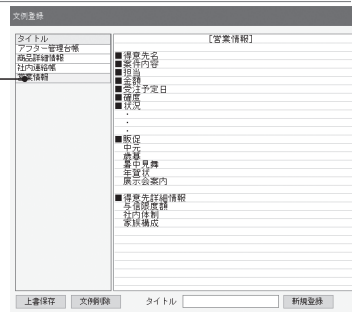 文例登録
タイトル
アフター管理台帳
商品詳細情報
社内連絡帳
営業情報
[営業情報]
■得意先名
■案件内容
■担当
■金額
■受注予定日
■確度
■状況
・
・
・
■販促
中元
歳暮
暑中見舞
年賀状
展示会案内
■得意先詳細情報
与信限度額
社内体制
家族構成
上書保存 文例削除 タイトル 新規登録